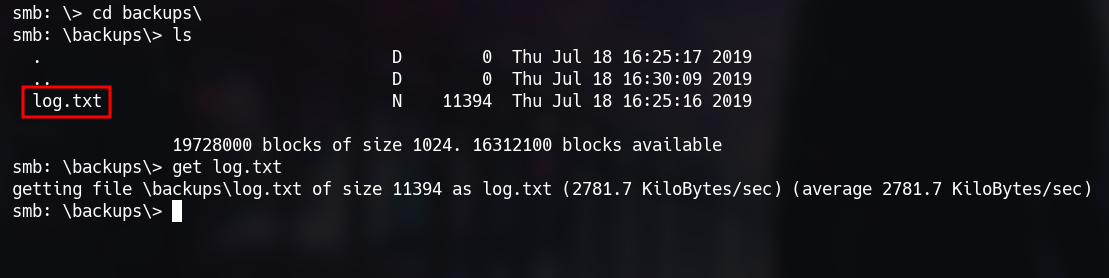 smb: \> cd backups\
smb: \backups\> ls
  .                                   D        0  Thu Jul 18 16:25:17 2019
  ..                                  D        0  Thu Jul 18 16:30:09 2019
  log.txt                             N    11394  Thu Jul 18 16:25:16 2019
                19728000 blocks of size 1024. 16312100 blocks available
smb: \backups\> get log.txt
getting file \backups\log.txt of size 11394 as log.txt (2781.7 KiloBytes/sec) (average 2781.7 KiloBytes/sec)
smb: \backups\>